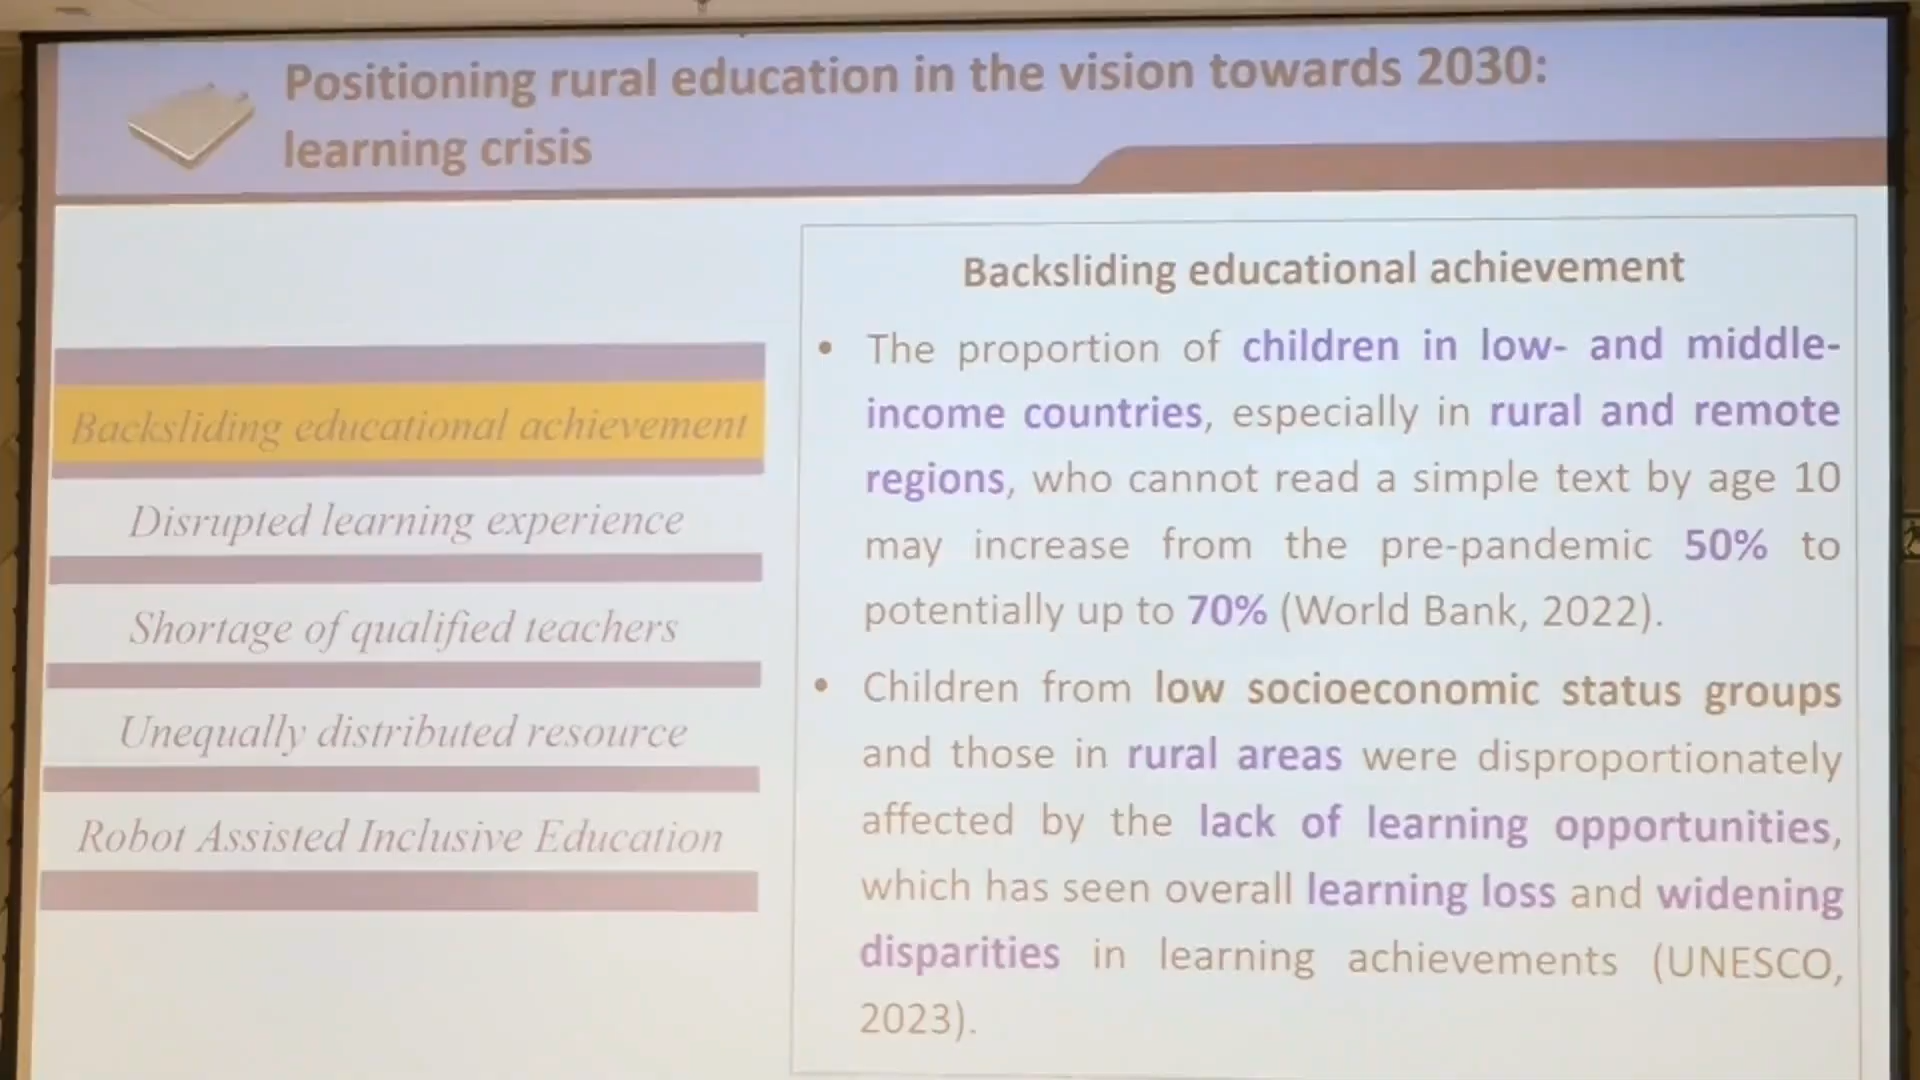 Positioning rural education in the vision towards 2030:
learning crisis
Backsliding educational achievement
Disrupted learning experience
Shortage of qualified teachers
Unequally distributed resource
Robot Assisted Inclusive Education
Backsliding educational achievement
• The proportion of children in low- and middle-
income countries, especially in rural and remote
regions, who cannot read a simple text by age 10
may increase from the pre-pandemic 50% to
potentially up to 70% (World Bank, 2022).
• Children from low socioeconomic status groups
and those in rural areas were disproportionately
affected by the lack of learning opportunities,
which has seen overall learning loss and widening
disparities in learning achievements (UNESCO,
2023).